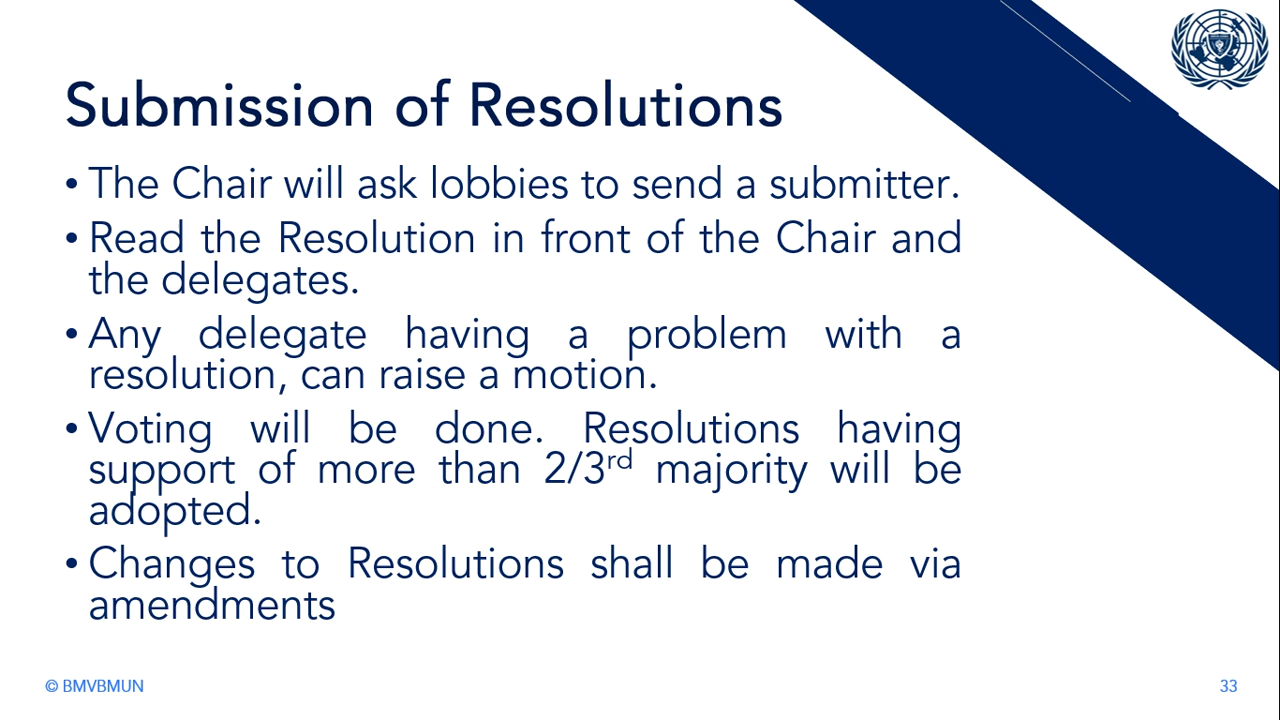 Submission of Resolutions
• The Chair will ask lobbies to send a submitter.
• Read the Resolution in front of the Chair and
the delegates.
• Any delegate having a problem with a
resolution, can raise a motion.
• Voting will be done. Resolutions having
support of more than 2/3rd majority will be
adopted.
• Changes to Resolutions shall be made via
amendments
© BMVBMUN
33